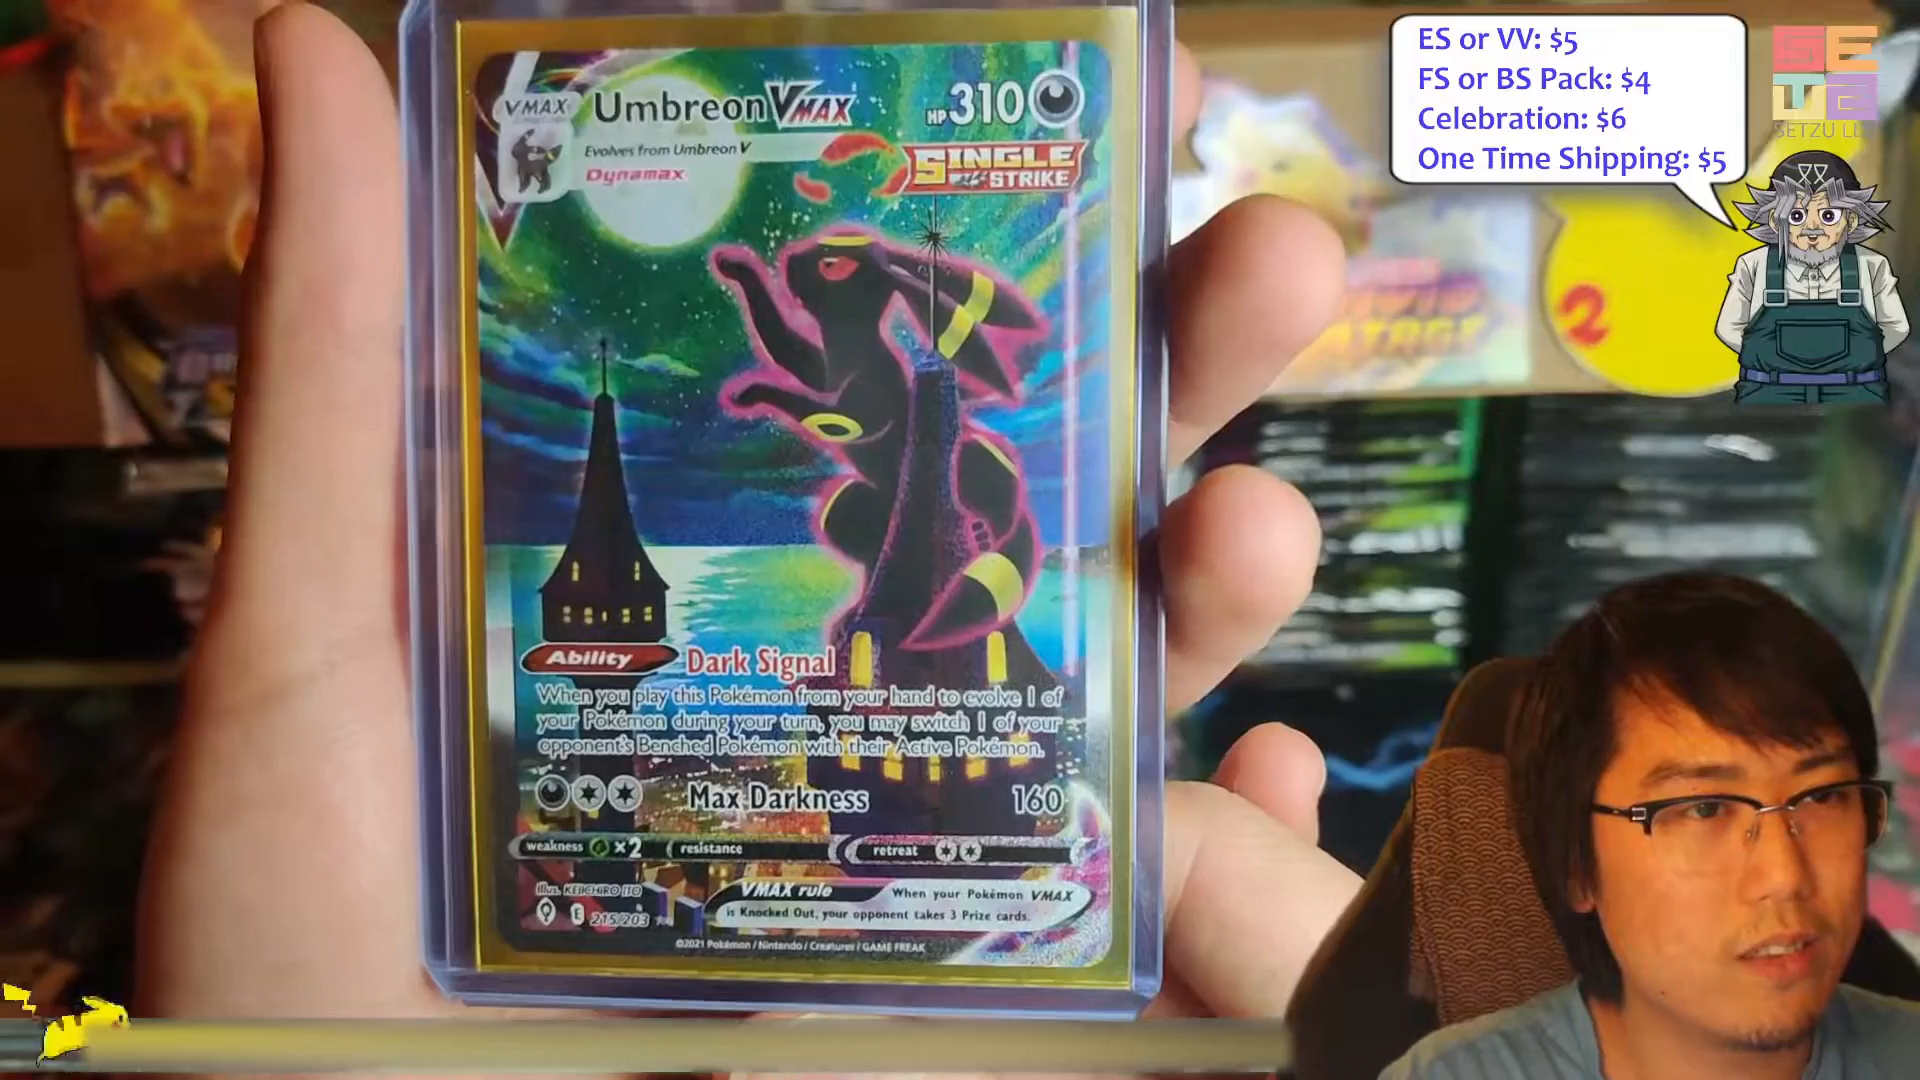 ES or VV: $5
FS or BS Pack: $4
Celebration: $6
One Time Shipping: $5
SETZU
VMAX Umbreon VMAX HP 310
Evolves from Umbreon V
Dynamax
SINGLE STRIKE
2
Ability Dark Signal
When you play this Pokémon from your hand to evolve 1 of
your Pokémon during your turn, you may switch 1 of your
opponent's Benched Pokémon with their Active Pokémon.
Max Darkness 160
weakness ×2 resistance retreat
Illus. KEIICHIRO ITO
VMAX rule When your Pokémon VMAX
is Knocked Out, your opponent takes 3 Prize cards.
E 215/203
©2021 Pokémon / Nintendo / Creatures / GAME FREAK